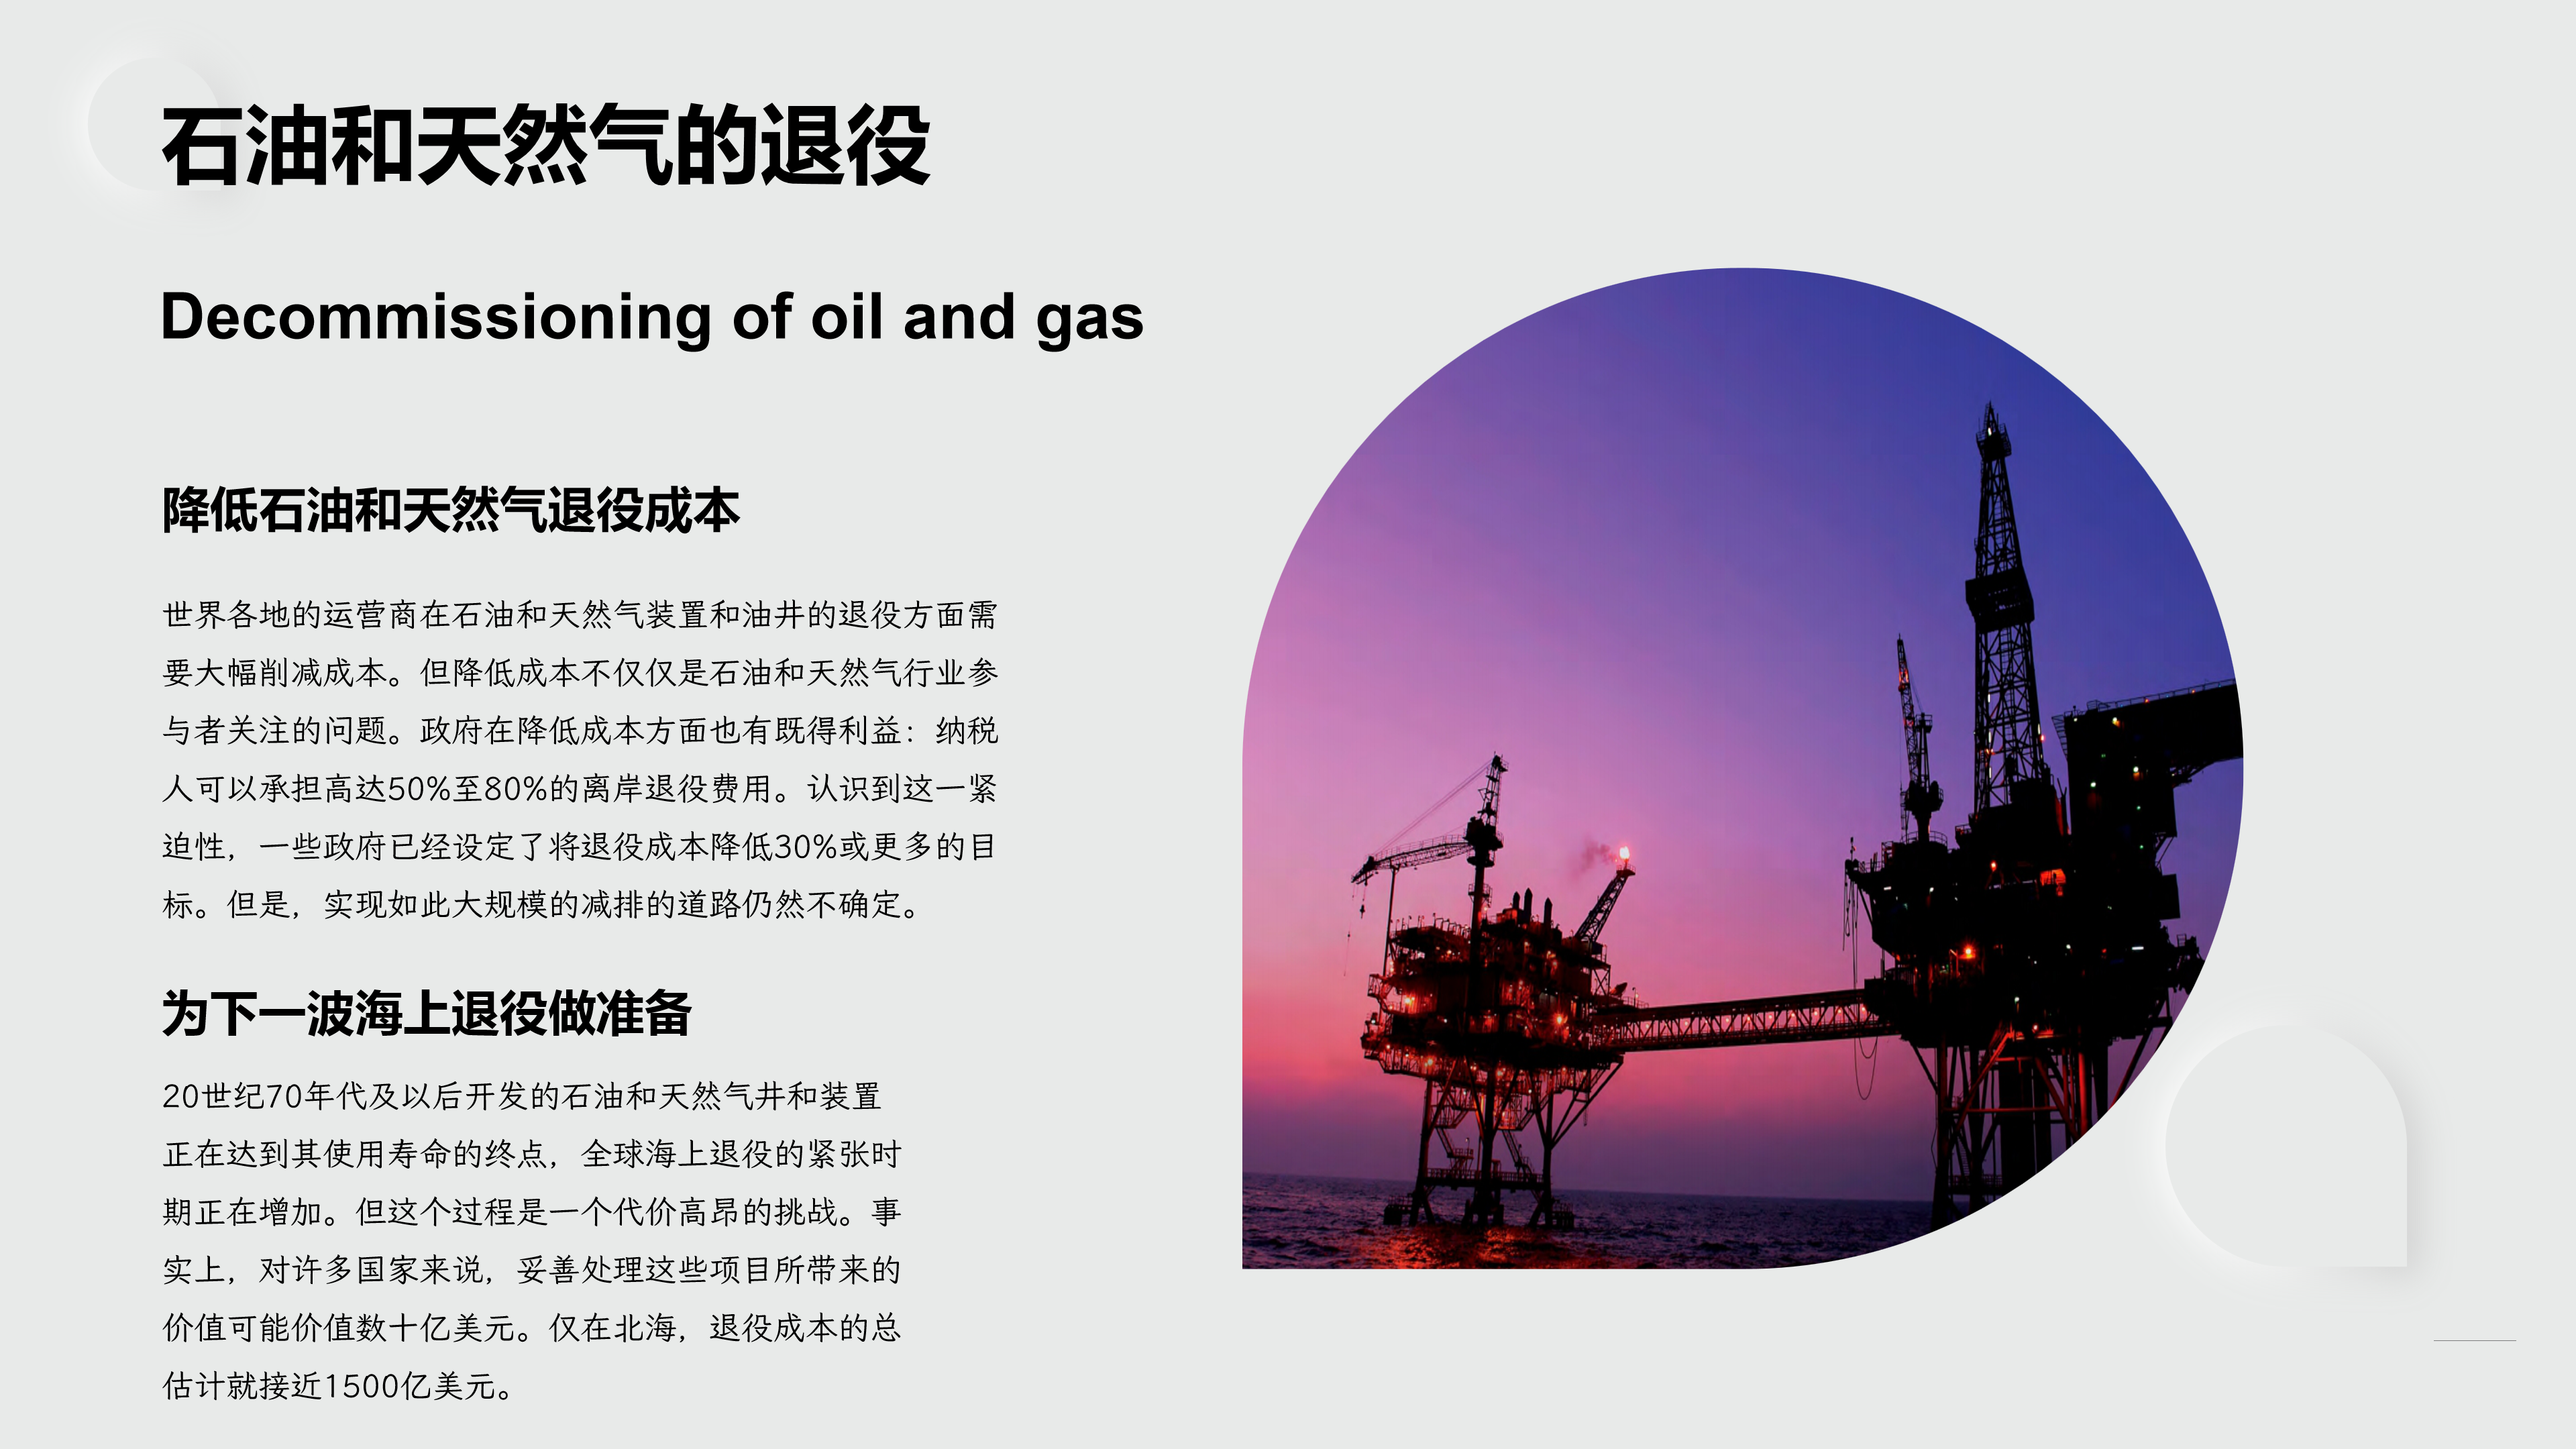 石油和天然气的退役
Decommissioning of oil and gas
降低石油和天然气退役成本
世界各地的运营商在石油和天然气装置和油井的退役方面需
要大幅削减成本。但降低成本不仅仅是石油和天然气行业参
与者关注的问题。政府在降低成本方面也有既得利益：纳税
人可以承担高达50%至80%的离岸退役费用。认识到这一紧
迫性，一些政府已经设定了将退役成本降低30%或更多的目
标。但是，实现如此大规模的减排的道路仍然不确定。
为下一波海上退役做准备
20世纪70年代及以后开发的石油和天然气井和装置
正在达到其使用寿命的终点，全球海上退役的紧张时
期正在增加。但这个过程是一个代价高昂的挑战。事
实上，对许多国家来说，妥善处理这些项目所带来的
价值可能价值数十亿美元。仅在北海，退役成本的总
估计就接近1500亿美元。